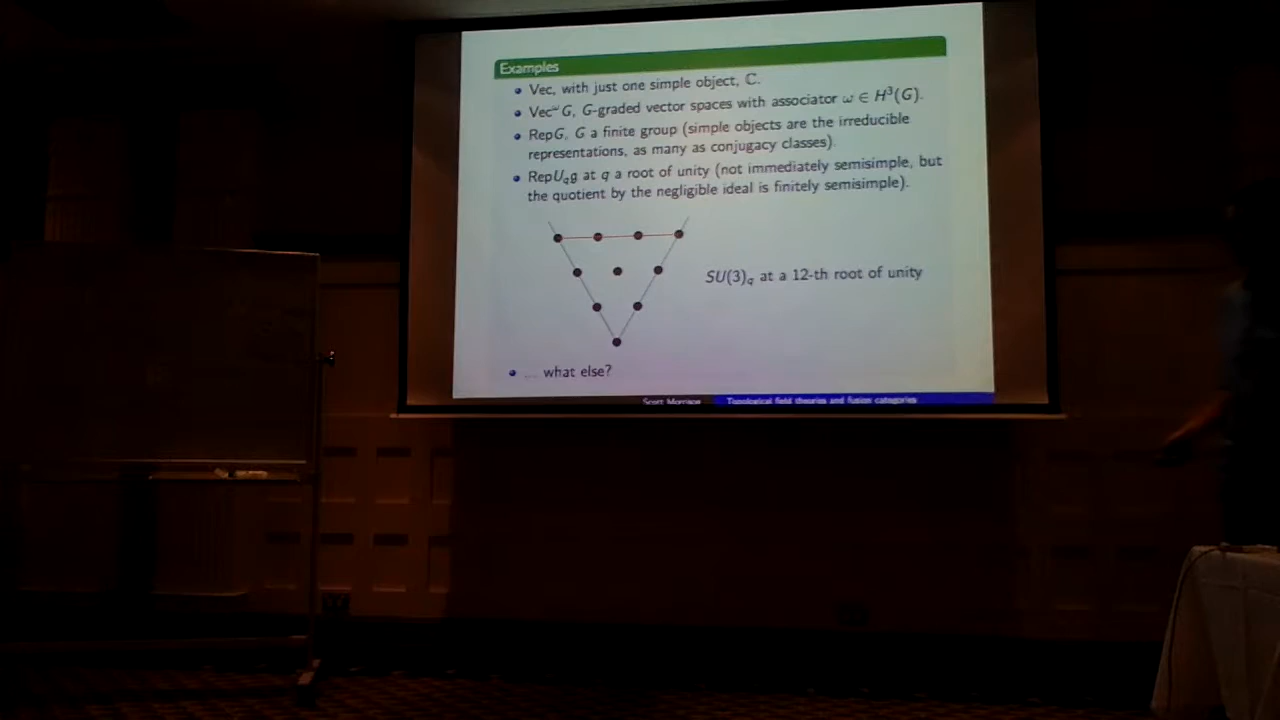 Examples
Vec, with just one simple object, ℂ.
Vec^ω G, G-graded vector spaces with associator ω ∈ H³(G).
RepG, G a finite group (simple objects are the irreducible
representations, as many as conjugacy classes).
RepU_q𝔤 at q a root of unity (not immediately semisimple, but
the quotient by the negligible ideal is finitely semisimple).
SU(3)_q at a 12-th root of unity
... what else?
Scott Morrison Topological field theories and fusion categories